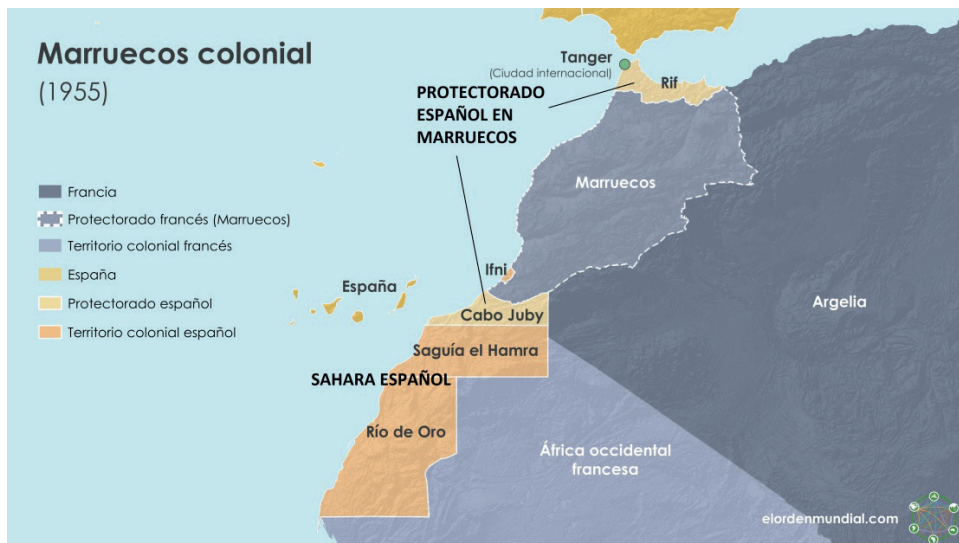 Marruecos colonial
(1955)
Tanger
(Ciudad internacional)
Rif
PROTECTORADO
ESPAÑOL EN
MARRUECOS
Marruecos
Francia
Protectorado francés (Marruecos)
Territorio colonial francés
España
Protectorado español
Territorio colonial español
Ifni
España
Cabo Juby
Argelia
Saguía el Hamra
SAHARA ESPAÑOL
Río de Oro
África occidental
francesa
elordenmundial.com